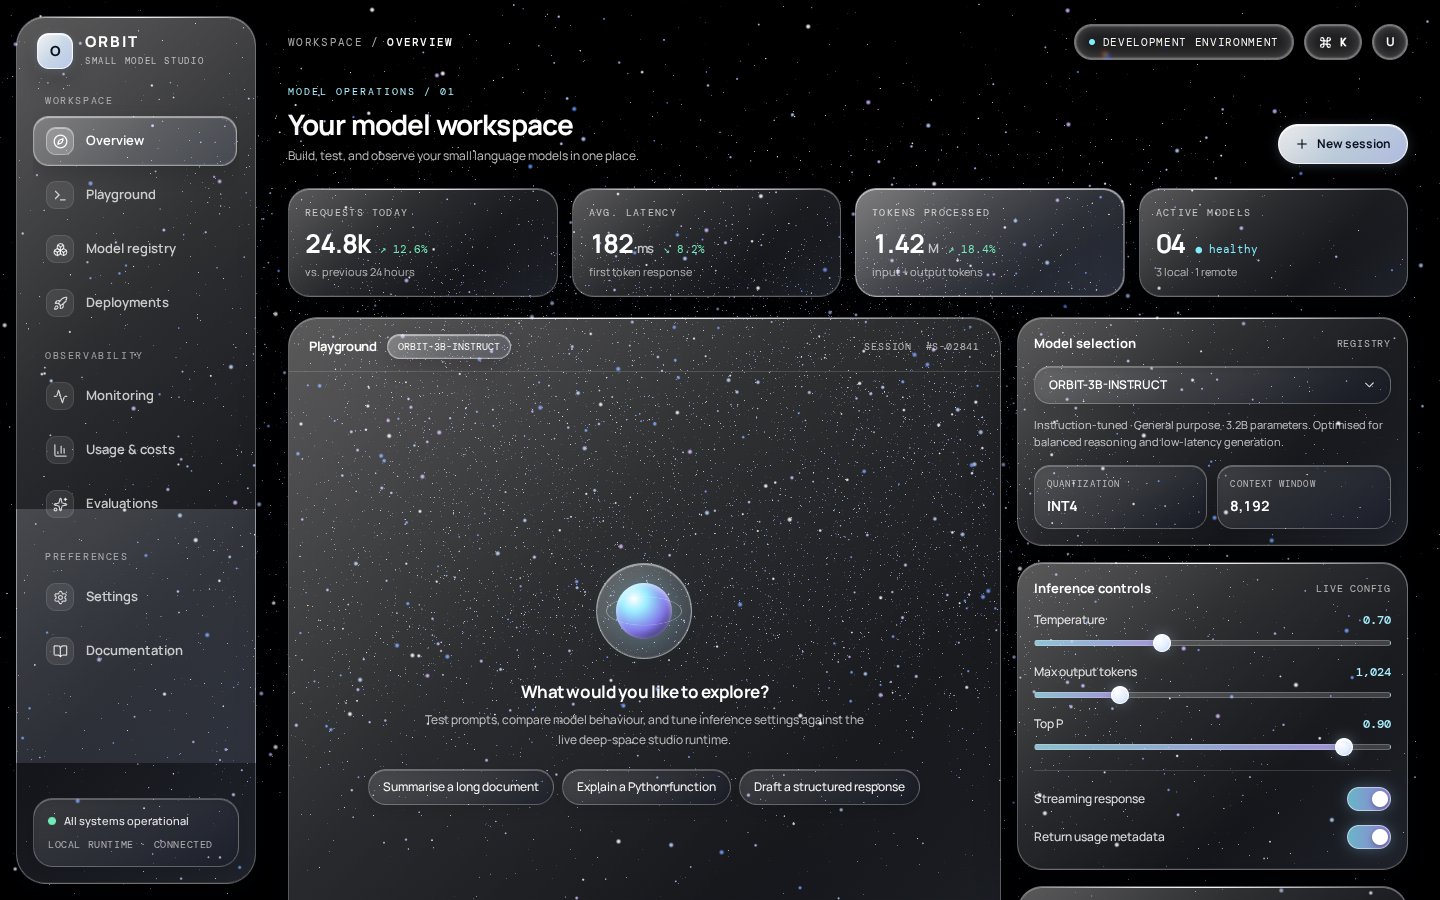 O
ORBIT
SMALL MODEL STUDIO
WORKSPACE
Overview
Playground
Model registry
Deployments
OBSERVABILITY
Monitoring
Usage & costs
Evaluations
PREFERENCES
Settings
Documentation
All systems operational
LOCAL RUNTIME · CONNECTED
WORKSPACE / OVERVIEW
DEVELOPMENT ENVIRONMENT
⌘ K
U
MODEL OPERATIONS / 01
Your model workspace
Build, test, and observe your small language models in one place.
+ New session
REQUESTS TODAY
24.8k ↗ 12.6%
vs. previous 24 hours
AVG. LATENCY
182 ms ↘ 8.2%
first token response
TOKENS PROCESSED
1.42 M ↗ 18.4%
input + output tokens
ACTIVE MODELS
04 ● healthy
3 local · 1 remote
Playground
ORBIT-3B-INSTRUCT
SESSION #S-02841
What would you like to explore?
Test prompts, compare model behaviour, and tune inference settings against the
live deep-space studio runtime.
Summarise a long document
Explain a Python function
Draft a structured response
Model selection
REGISTRY
ORBIT-3B-INSTRUCT
Instruction-tuned · General purpose · 3.2B parameters. Optimised for
balanced reasoning and low-latency generation.
QUANTIZATION
INT4
CONTEXT WINDOW
8,192
Inference controls
LIVE CONFIG
Temperature
0.70
Max output tokens
1,024
Top P
0.90
Streaming response
Return usage metadata